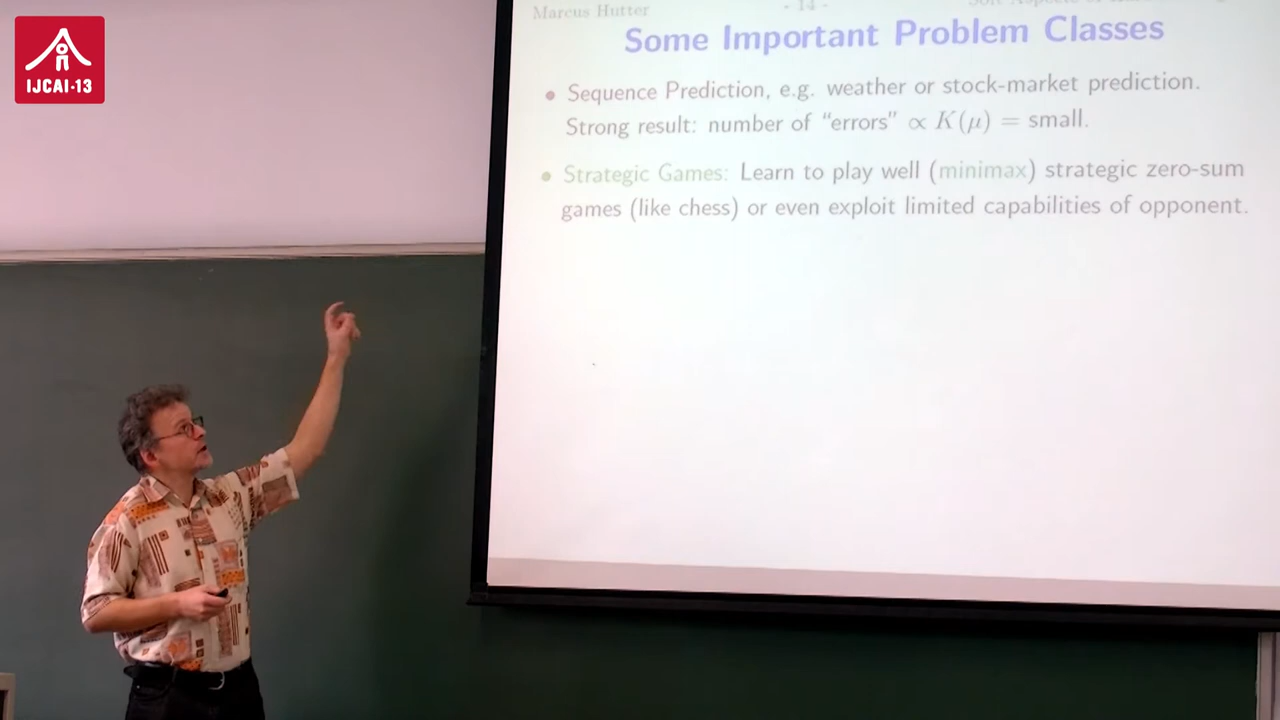 IJCAI-13
Marcus Hutter
- 14 -
Some Important Problem Classes
• Sequence Prediction, e.g. weather or stock-market prediction.
Strong result: number of “errors” ∝ K(μ) = small.
• Strategic Games: Learn to play well (minimax) strategic zero-sum
games (like chess) or even exploit limited capabilities of opponent.